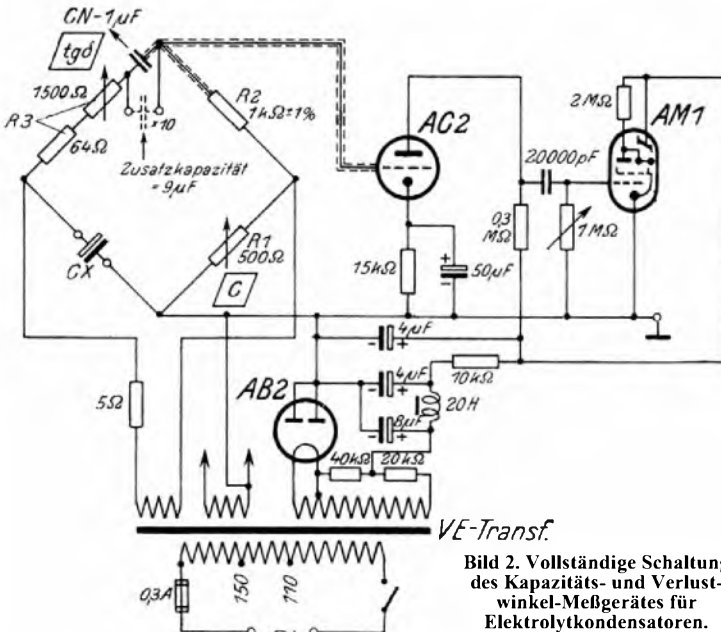 CN-1µF
tgδ
1500Ω
R3
64Ω
=10
Zusatzkapazität
= 9µF
R2
1kΩ±1%
CX
R1
500Ω
C
AC2
AM1
2MΩ
20000pF
0,3
MΩ
1MΩ
15kΩ
+
50µF
-
4µF
- +
4µF
- +
10kΩ
20H
8µF
- +
5Ω
AB2
40kΩ
20kΩ
VE-Transf.
0,3A
150
110
Bild 2. Vollständige Schaltung
des Kapazitäts- und Verlust-
winkel-Meßgerätes für
Elektrolytkondensatoren.